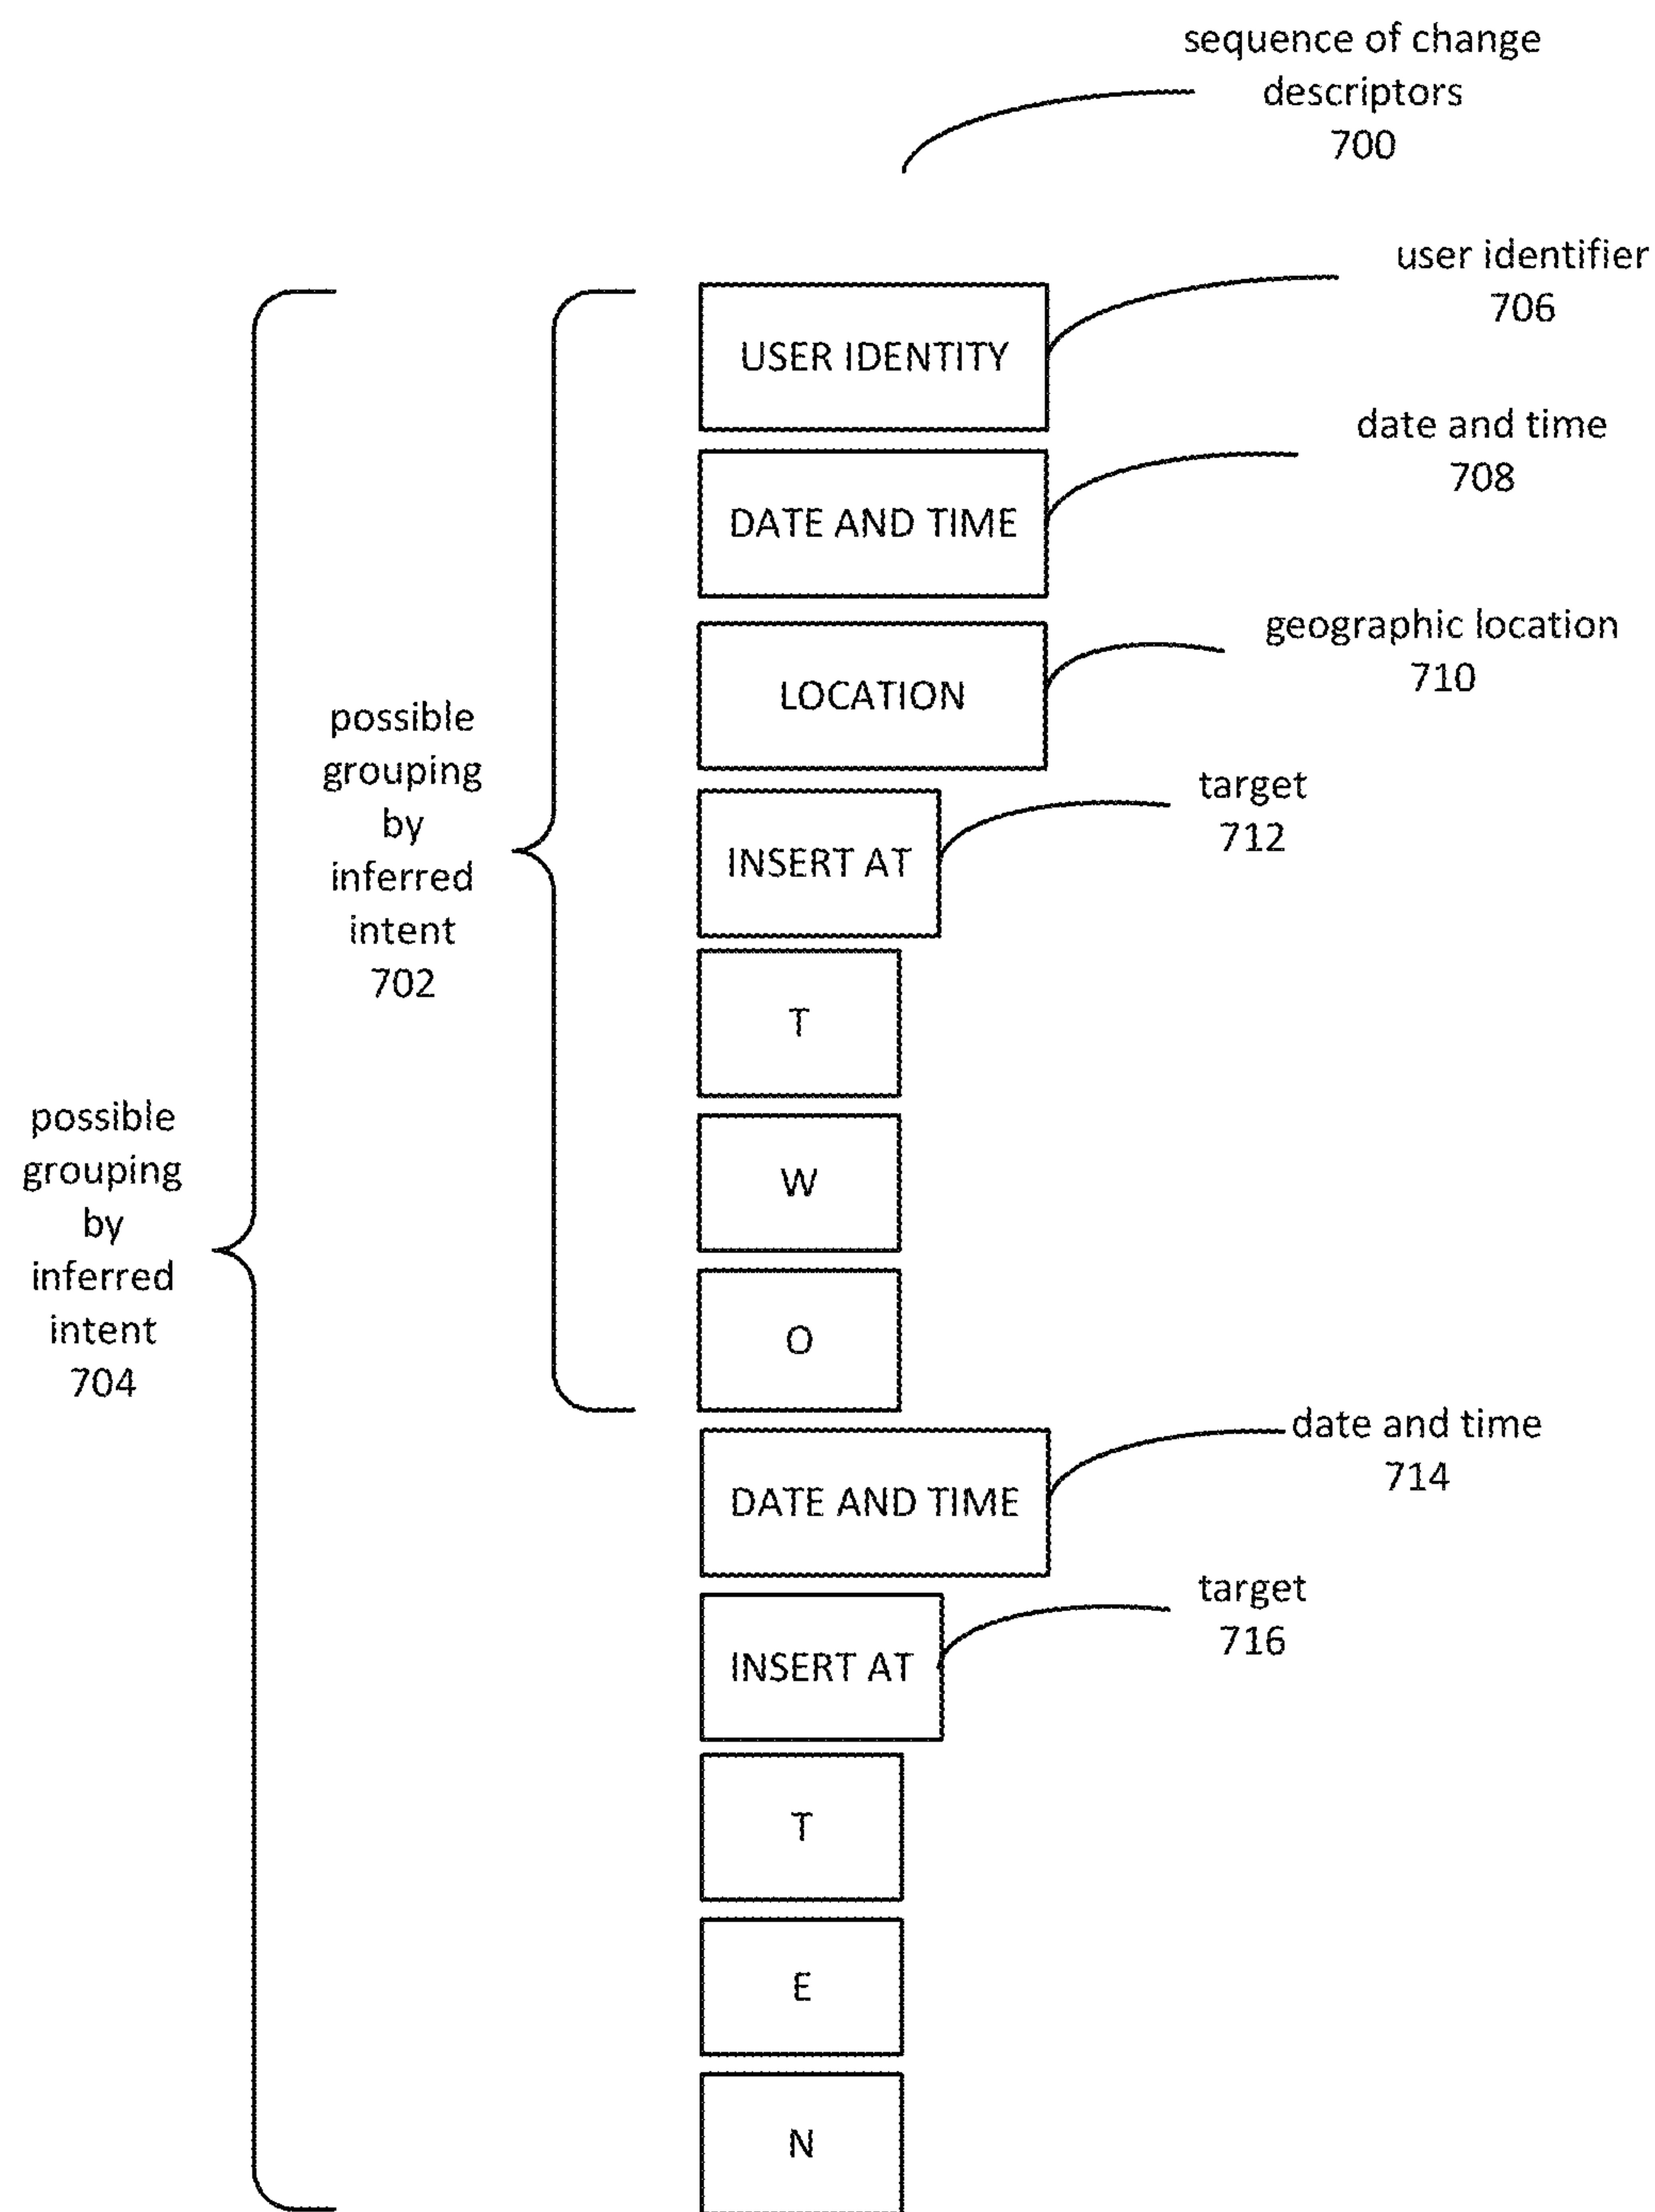 sequence of change
descriptors
700
user identifier
706
USER IDENTITY
date and time
708
DATE AND TIME
geographic location
710
LOCATION
possible
grouping
by
inferred
intent
702
target
712
INSERT AT
T
W
O
possible
grouping
by
inferred
intent
704
date and time
714
DATE AND TIME
target
716
INSERT AT
T
E
N